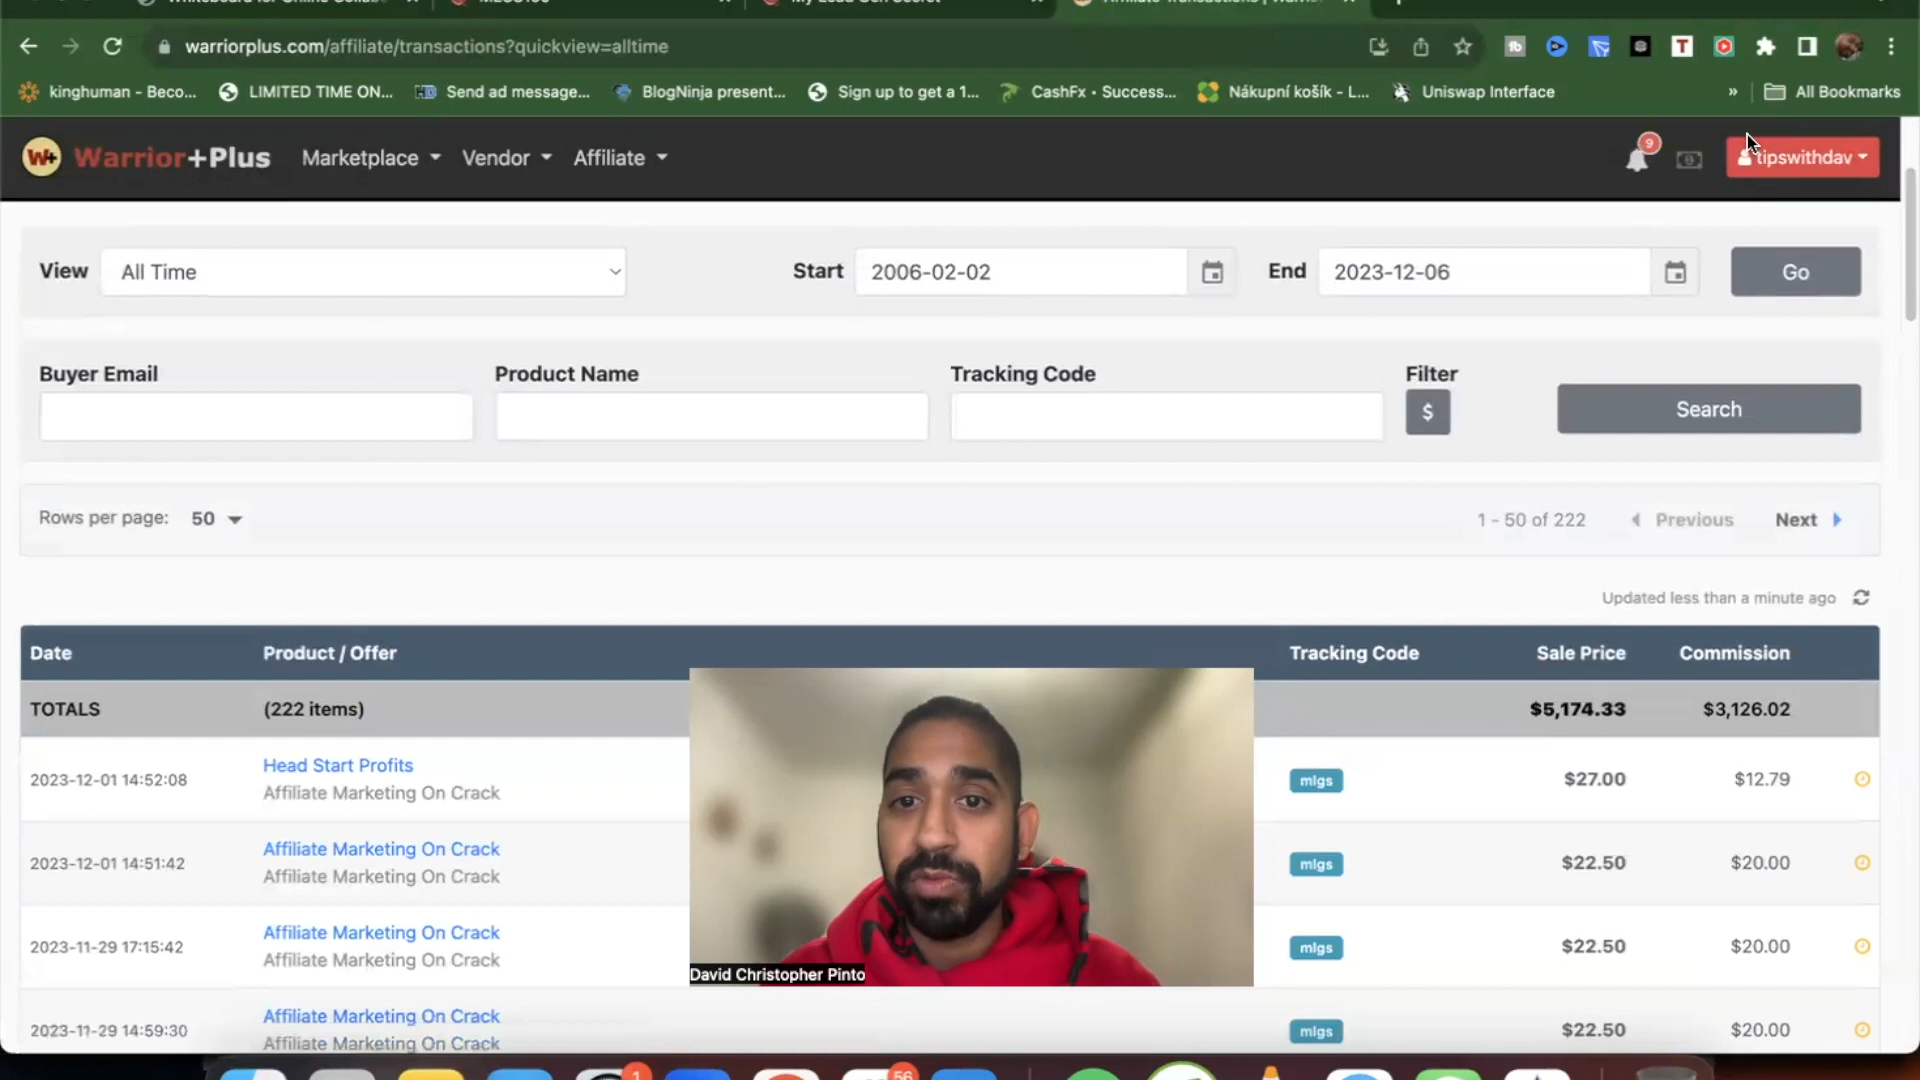 warriorplus.com/affiliate/transactions?quickview=alltime
kinghuman - Beco... LIMITED TIME ON... Send ad message... BlogNinja present... Sign up to get a 1... CashFx • Success... Nákupní košík - L... Uniswap Interface » All Bookmarks
W+ Warrior+Plus Marketplace Vendor Affiliate 9 tipswithdav
View All Time Start 2006-02-02 End 2023-12-06 Go
Buyer Email Product Name Tracking Code Filter
$ Search
Rows per page: 50 1 - 50 of 222 Previous Next
Updated less than a minute ago
Date Product / Offer Tracking Code Sale Price Commission
TOTALS (222 items) $5,174.33 $3,126.02
2023-12-01 14:52:08 Head Start Profits mlgs $27.00 $12.79
Affiliate Marketing On Crack
2023-12-01 14:51:42 Affiliate Marketing On Crack mlgs $22.50 $20.00
Affiliate Marketing On Crack
2023-11-29 17:15:42 Affiliate Marketing On Crack mlgs $22.50 $20.00
Affiliate Marketing On Crack
David Christopher Pinto
2023-11-29 14:59:30 Affiliate Marketing On Crack mlgs $22.50 $20.00
Affiliate Marketing On Crack
1 56